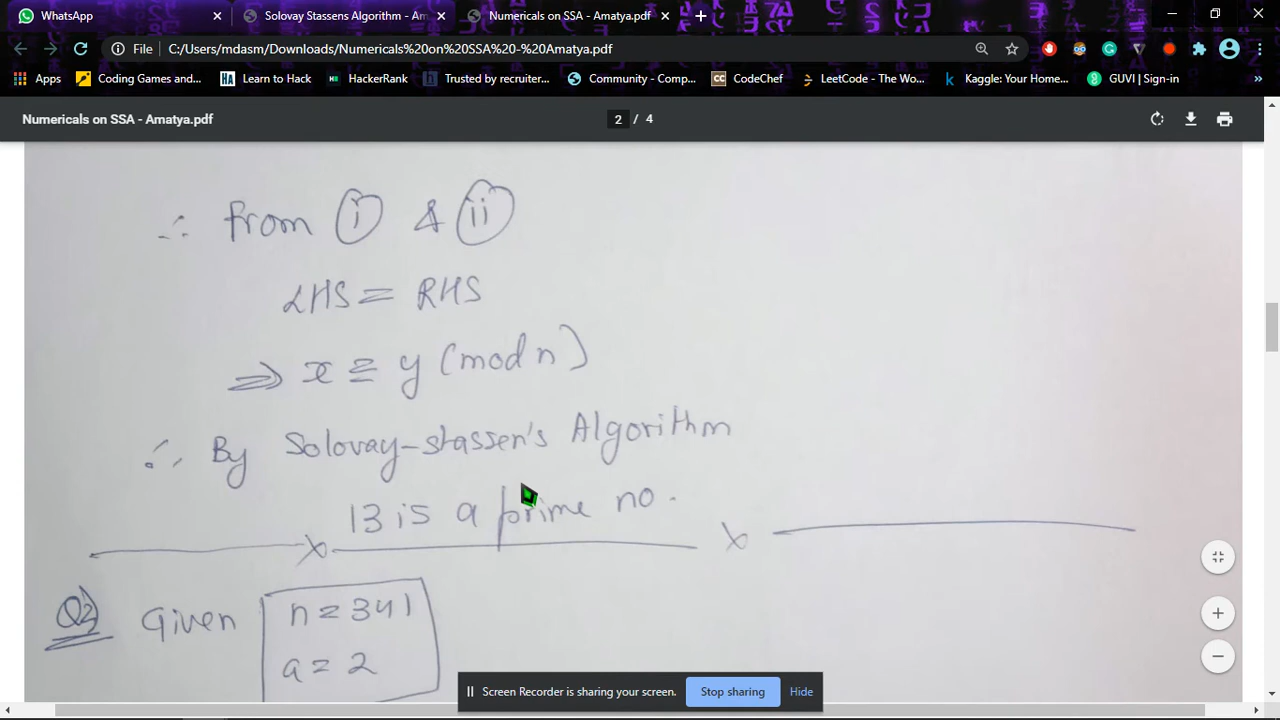 WhatsApp
Solovay Stassens Algorithm - Am
Numericals on SSA - Amatya.pdf
File
C:/Users/mdasm/Downloads/Numericals%20on%20SSA%20-%20Amatya.pdf
Apps
Coding Games and...
Learn to Hack
HackerRank
Trusted by recruiter...
Community - Comp...
CodeChef
LeetCode - The Wo...
Kaggle: Your Home...
GUVI | Sign-in
»
Numericals on SSA - Amatya.pdf
2 / 4
∴ from (i) & (ii)
LHS = RHS
⇒ x ≡ y (mod n)
∴ By Solovay-stassen's Algorithm
13 is a prime no.
x x
Q2) Given n = 341
a = 2
Screen Recorder is sharing your screen.
Stop sharing
Hide